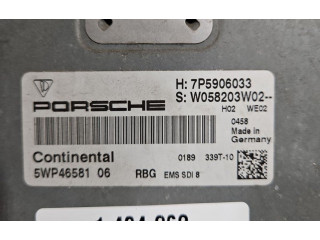 H: 7P5906033
S: W058203W02--
H02 WE02
PORSCHE
0458
Made in
Germany
Continental
0189 339T-10
5WP46581 06
RBG EMS SDI 8